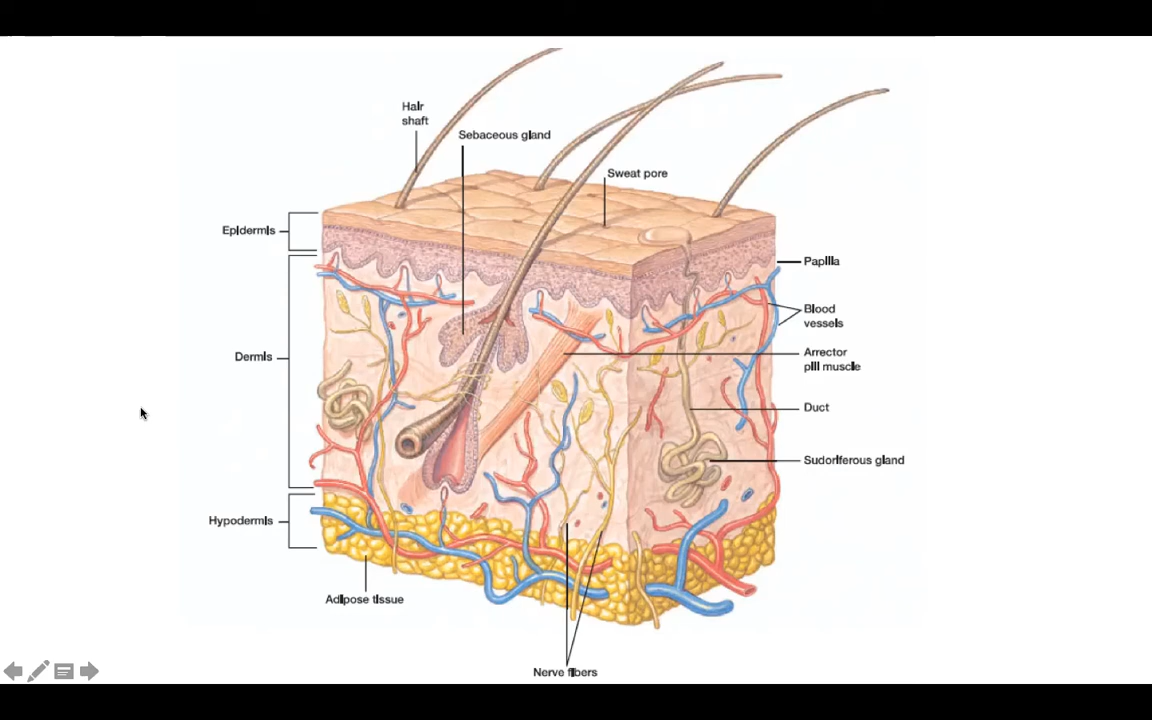 Hair
shaft
Sebaceous gland
Sweat pore
Epidermis
Papilla
Blood
vessels
Dermis
Arrector
pili muscle
Duct
Sudoriferous gland
Hypodermis
Adipose tissue
Nerve fibers